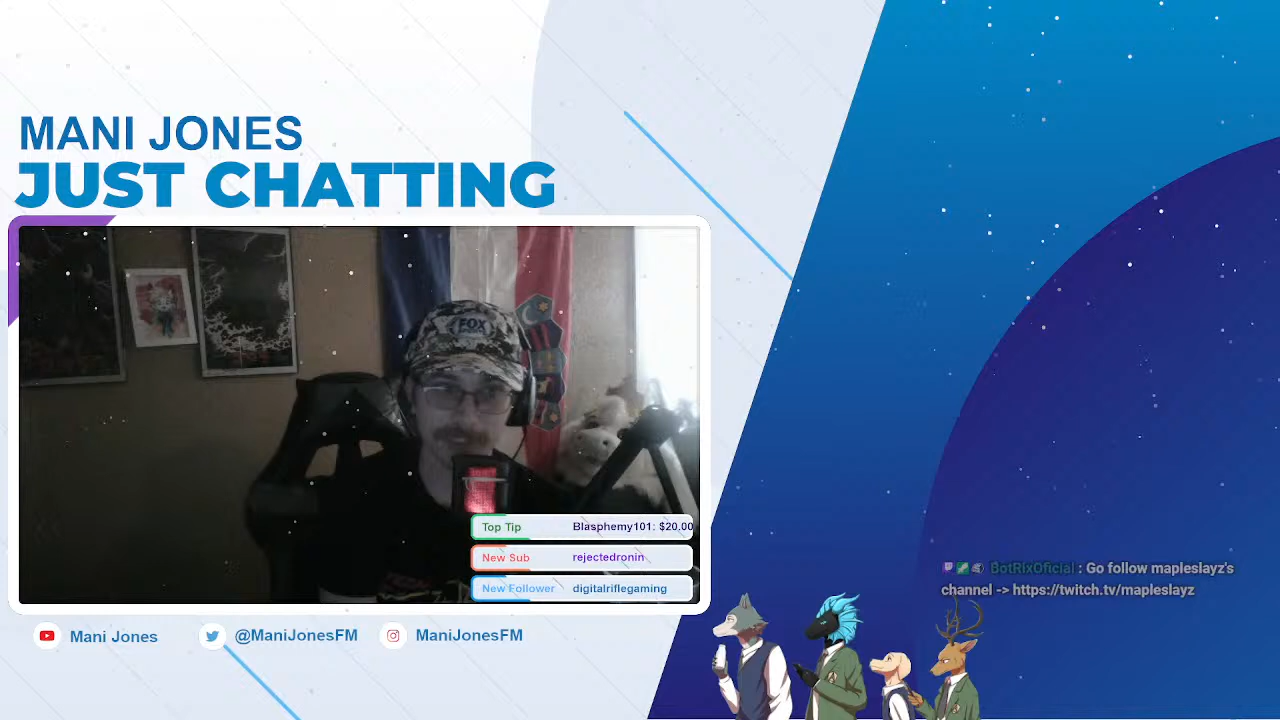 MANI JONES
JUST CHATTING
FOX
Top Tip Blasphemy101: $20.00
New Sub rejectedronin
New Follower digitalriflegaming
BotRixOficial : Go follow mapleslayz's
channel -> https://twitch.tv/mapleslayz
Mani Jones @ManiJonesFM ManiJonesFM